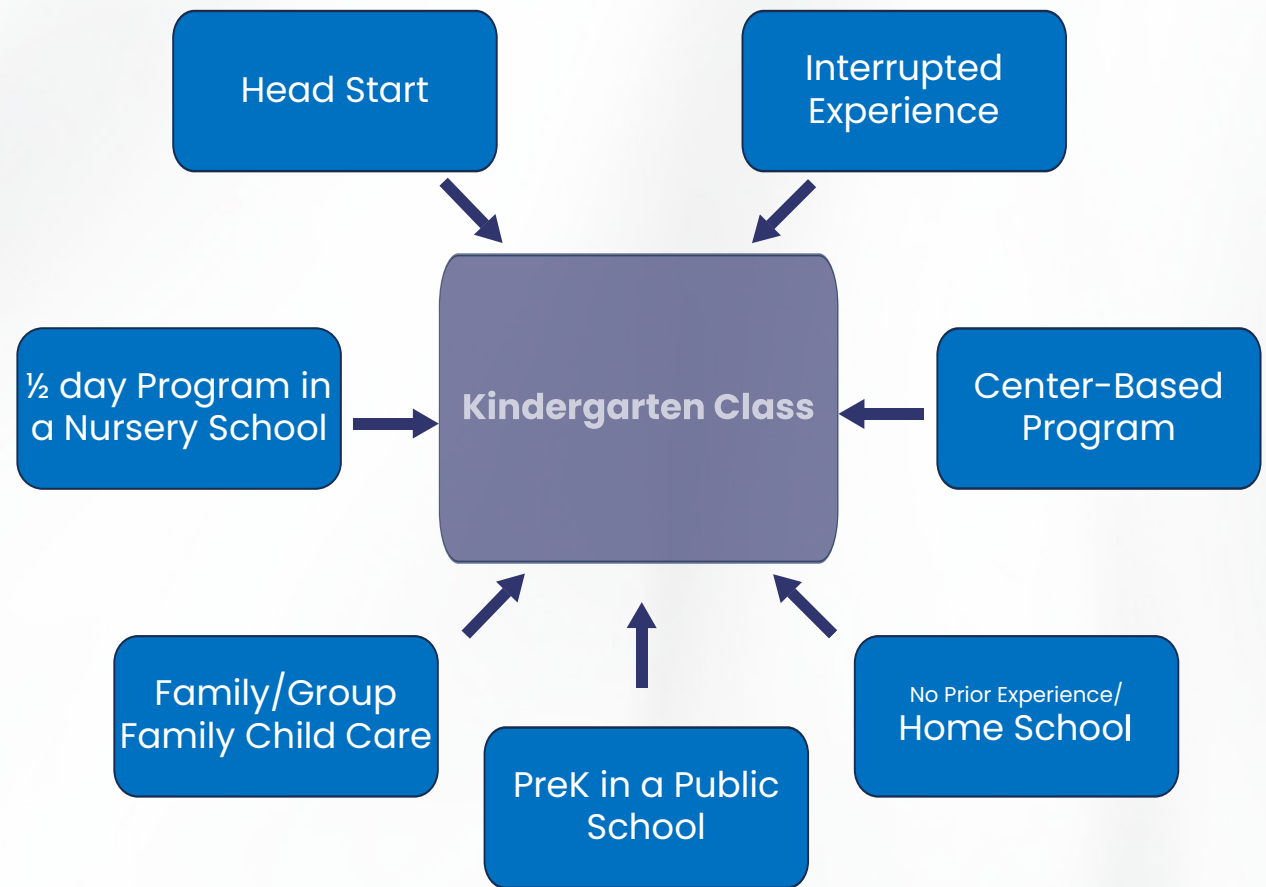 Head Start
Interrupted
Experience
½ day Program in
a Nursery School
Kindergarten Class
Center-Based
Program
Family/Group
Family Child Care
PreK in a Public
School
No Prior Experience/
Home School